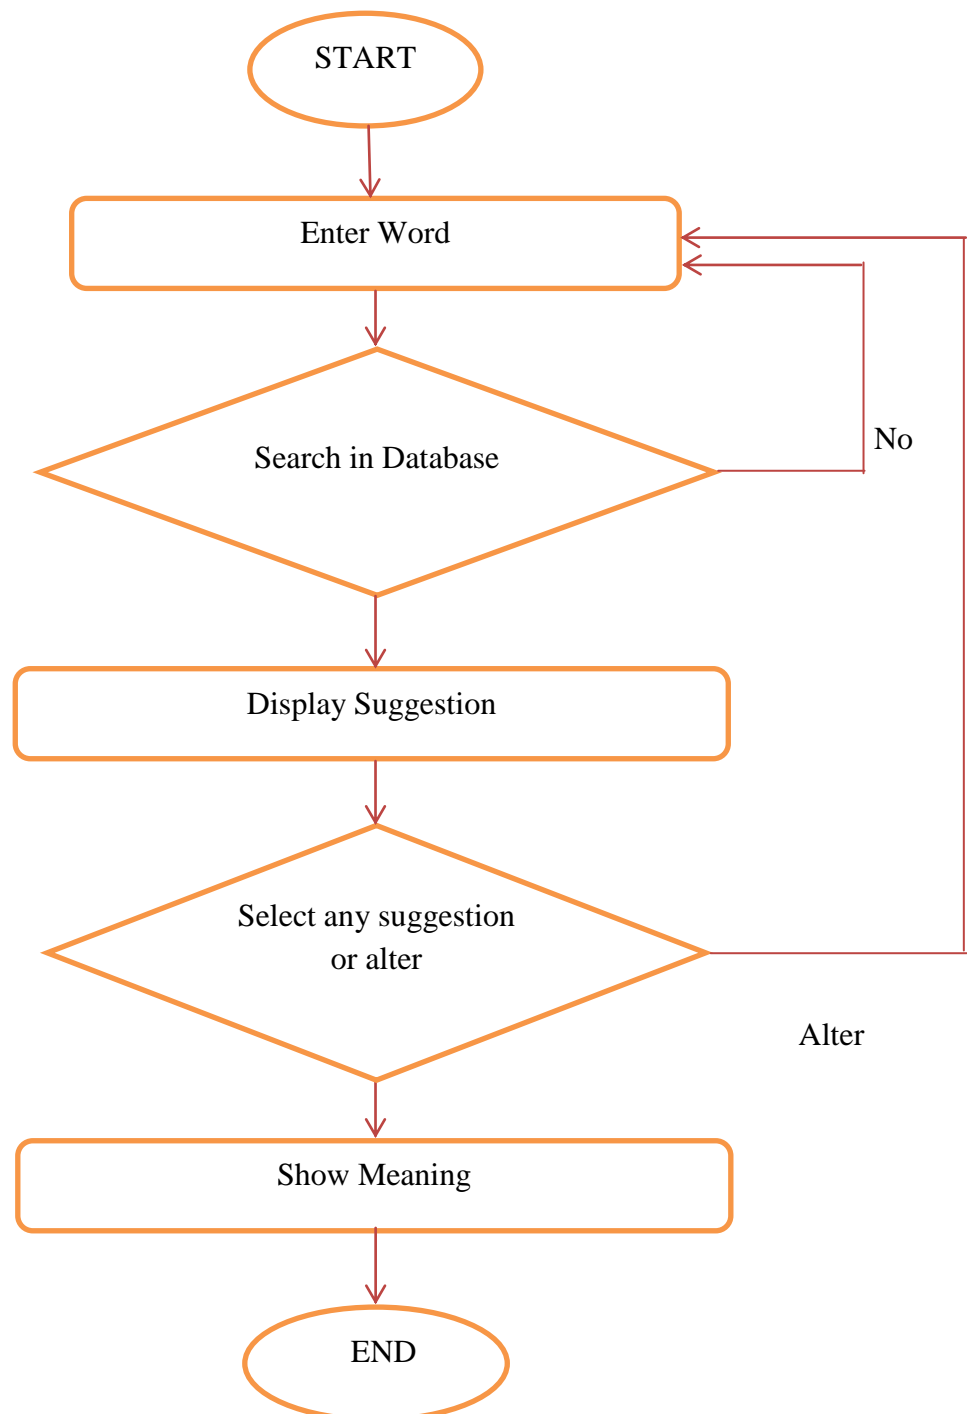 START
Enter Word
No
Search in Database
Display Suggestion
Select any suggestion
or alter
Alter
Show Meaning
END